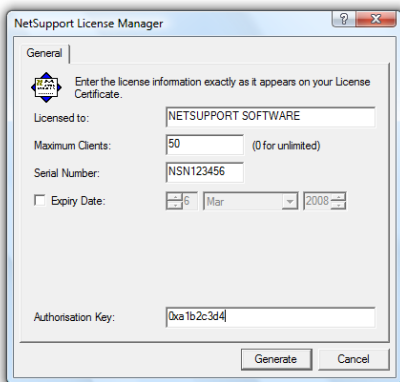 NetSupport License Manager
General
Enter the license information exactly as it appears on your License
Certificate.
Licensed to: NETSUPPORT SOFTWARE
Maximum Clients: 50 (0 for unlimited)
Serial Number: NSN123456
Expiry Date: 6 Mar 2008
Authorisation Key: 0xa1b2c3d4
Generate Cancel